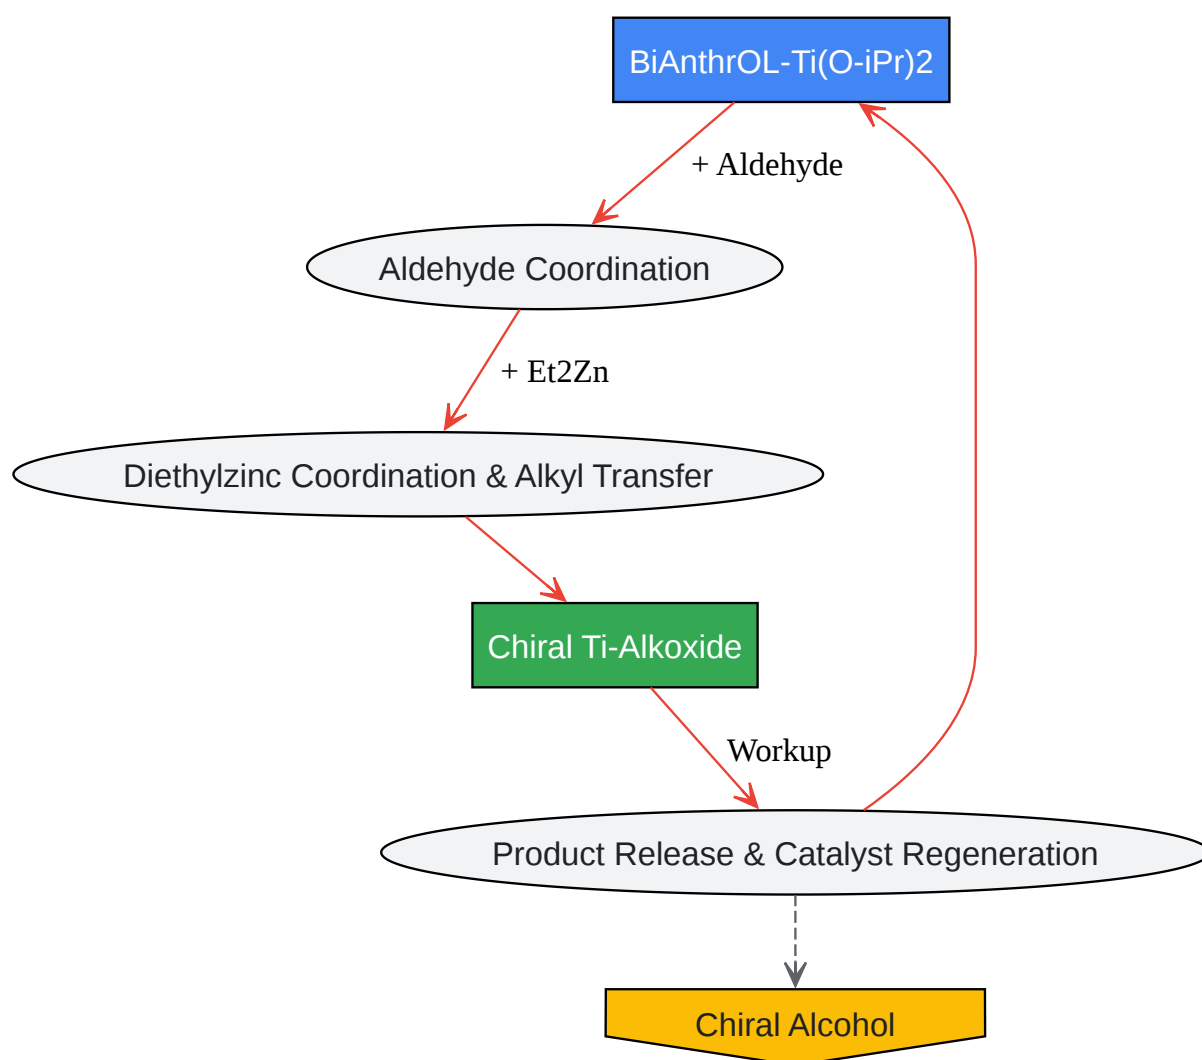 BiAnthrOL-Ti(O-iPr)2
+ Aldehyde
Aldehyde Coordination
+ Et2Zn
Diethylzinc Coordination & Alkyl Transfer
Chiral Ti-Alkoxide
Workup
Product Release & Catalyst Regeneration
Chiral Alcohol